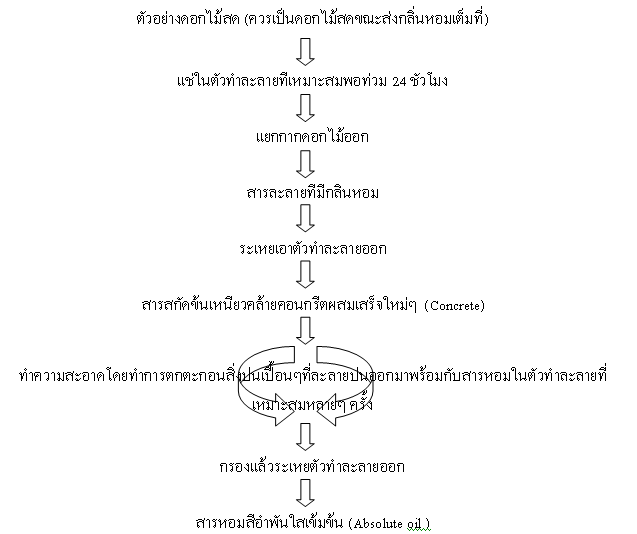 ตัวอย่างดอกไม้สด (ควรเป็นดอกไม้สดขณะส่งกลิ่นหอมเต็มที่)
แช่ในตัวทำละลายที่เหมาะสมพอท่วม 24 ชั่วโมง
แยกกากดอกไม้ออก
สารละลายที่มีกลิ่นหอม
ระเหยเอาตัวทำละลายออก
สารสกัดข้นเหนียวคล้ายคอนกรีตผสมเสร็จใหม่ๆ (Concrete)
ทำความสะอาดโดยทำการตกตะกอนสิ่งปนเปื้อนๆที่ละลายปนออกมาพร้อมกับสารหอมในตัวทำละลายที่
เหมาะสมหลายๆ ครั้ง
กรองแล้วระเหยตัวทำละลายออก
สารหอมสีอำพันใสเข้มข้น (Absolute oil )